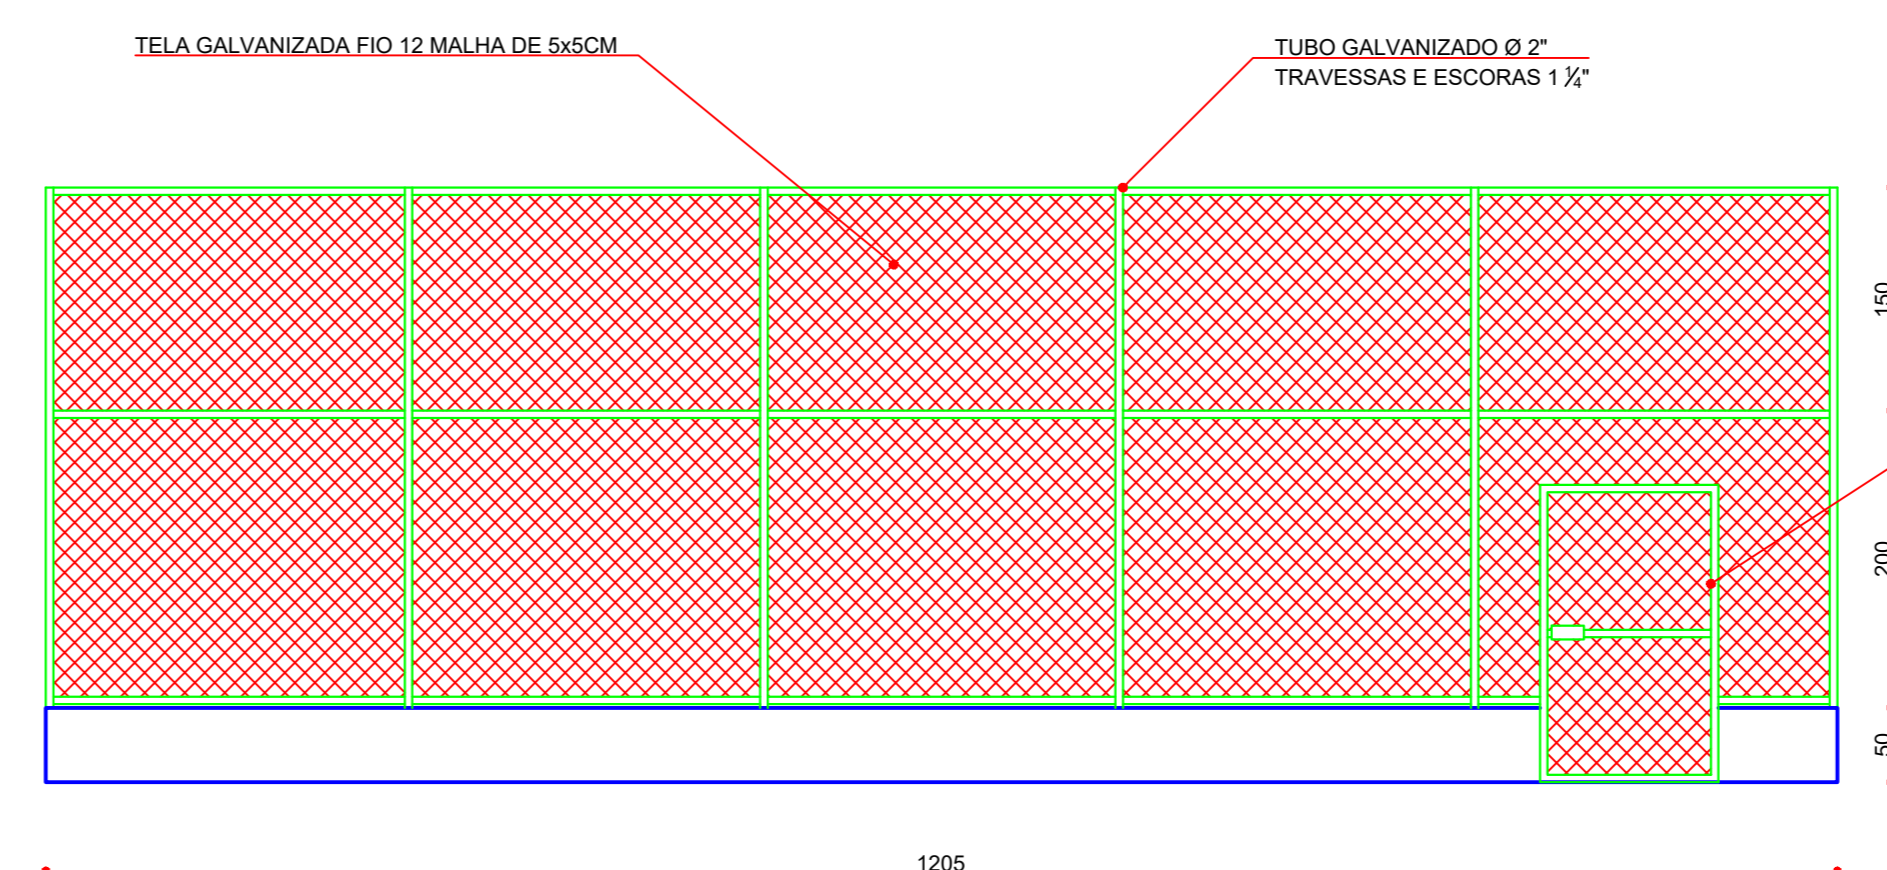 TELA GALVANIZADA FIO 12 MALHA DE 5x5CM
TUBO GALVANIZADO Ø 2"
TRAVESSAS E ESCORAS 1 ¼"
150
200
50
1205